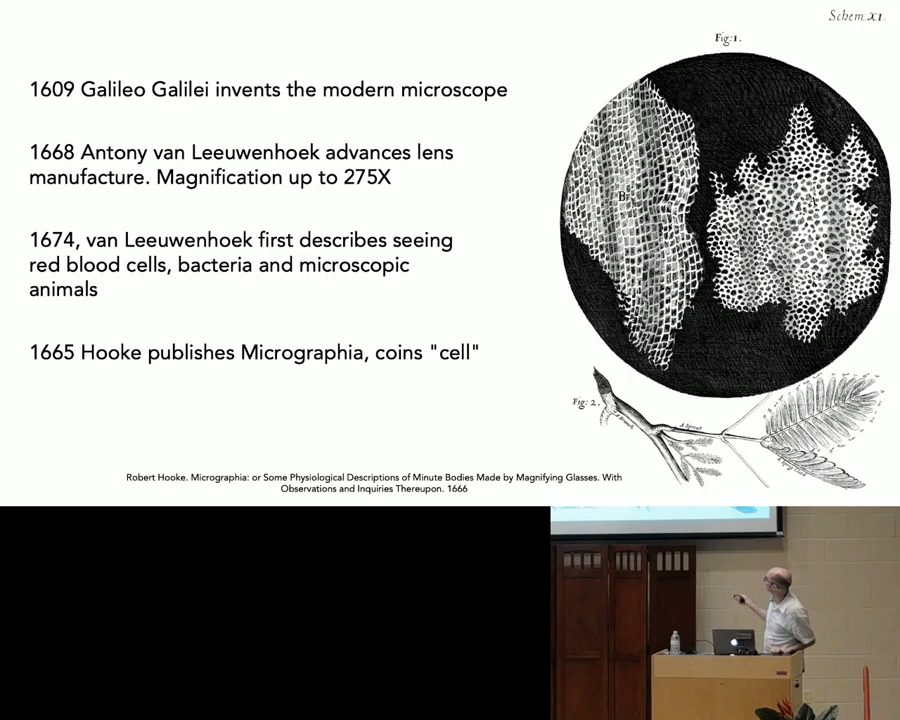 Schem:XI.
Fig:1.
1609 Galileo Galilei invents the modern microscope
1668 Antony van Leeuwenhoek advances lens
manufacture. Magnification up to 275X
1674, van Leeuwenhoek first describes seeing
red blood cells, bacteria and microscopic
animals
1665 Hooke publishes Micrographia, coins "cell"
B
A
Fig: 2.
A branch
A Sprout
Robert Hooke. Micrographia: or Some Physiological Descriptions of Minute Bodies Made by Magnifying Glasses. With
Observations and Inquiries Thereupon. 1666